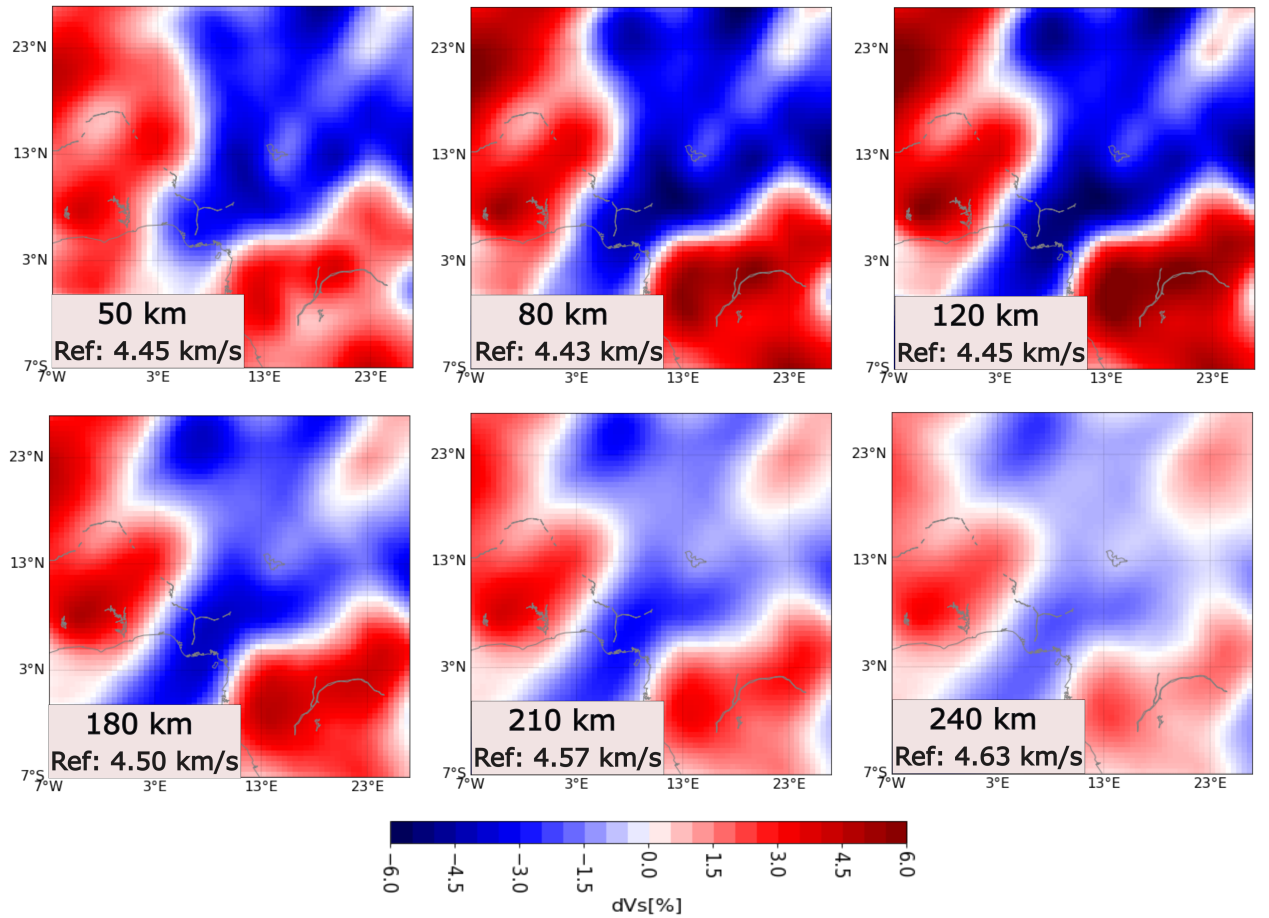 23°N
13°N
3°N
7°S
7°W
3°E
13°E
23°E
50 km
Ref: 4.45 km/s
23°N
13°N
3°N
7°S
7°W
3°E
13°E
23°E
80 km
Ref: 4.43 km/s
23°N
13°N
3°N
7°S
7°W
3°E
13°E
23°E
120 km
Ref: 4.45 km/s
23°N
13°N
3°N
7°S
7°W
3°E
13°E
23°E
180 km
Ref: 4.50 km/s
23°N
13°N
3°N
7°S
7°W
3°E
13°E
23°E
210 km
Ref: 4.57 km/s
23°N
13°N
3°N
7°S
7°W
3°E
13°E
23°E
240 km
Ref: 4.63 km/s
−6.0
−4.5
−3.0
−1.5
0.0
1.5
3.0
4.5
6.0
dVs[%]